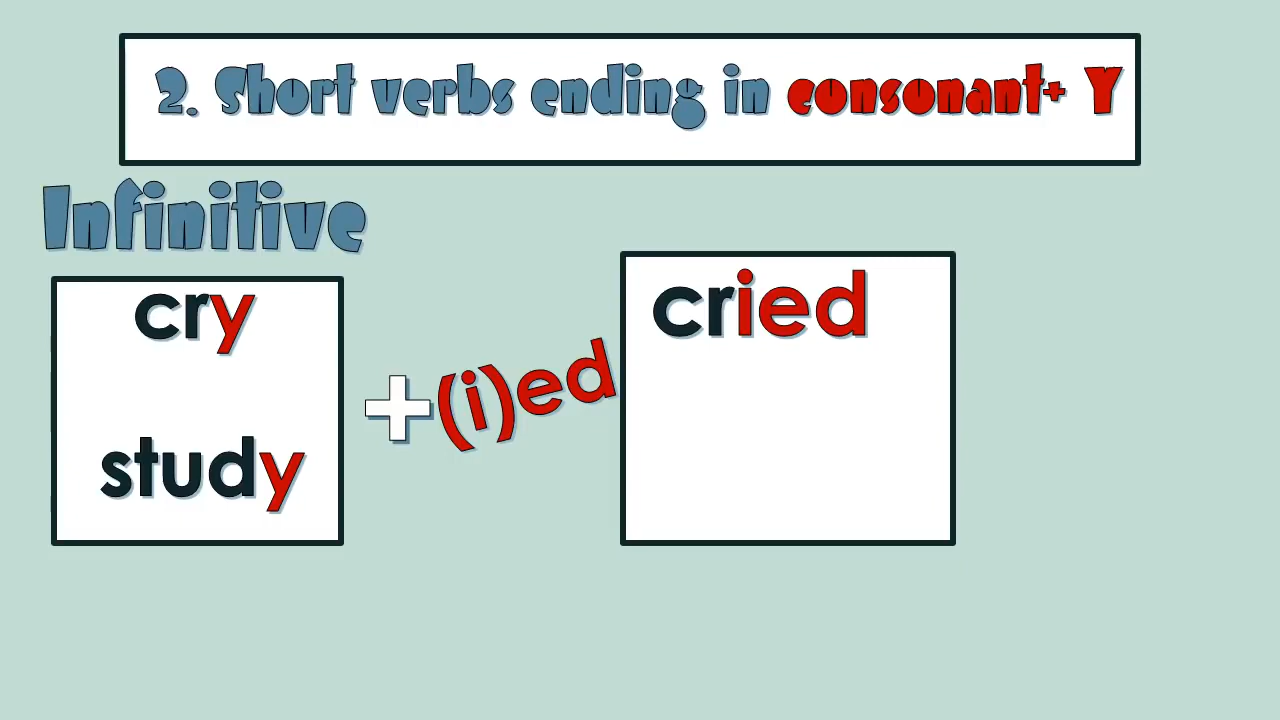 2. Short verbs ending in consonant+ Y
Infinitive
cry
study
+(i)ed
cried